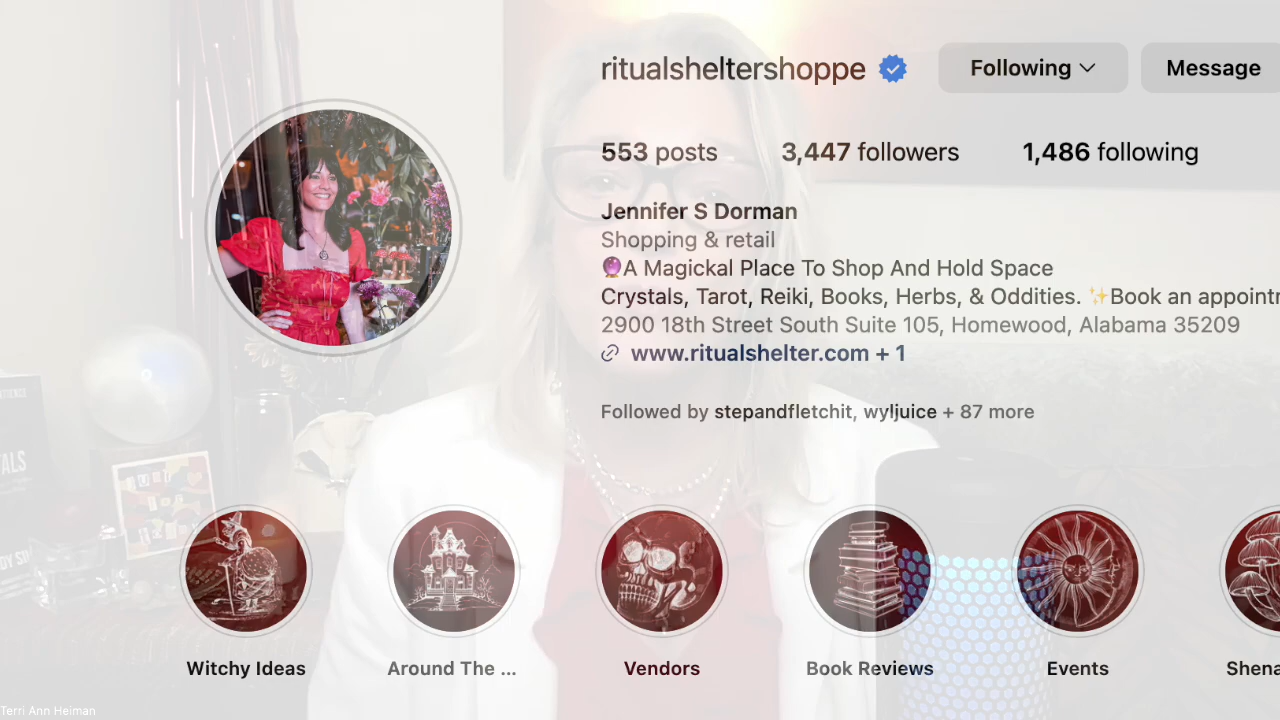 ritualsheltershoppe
Following
Message
553 posts
3,447 followers
1,486 following
Jennifer S Dorman
Shopping & retail
🔮A Magickal Place To Shop And Hold Space
Crystals, Tarot, Reiki, Books, Herbs, & Oddities. ✨Book an appointr
2900 18th Street South Suite 105, Homewood, Alabama 35209
www.ritualshelter.com + 1
Followed by stepandfletchit, wyljuice + 87 more
Witchy Ideas
Around The ...
Vendors
Book Reviews
Events
Shena
Terri Ann Heiman